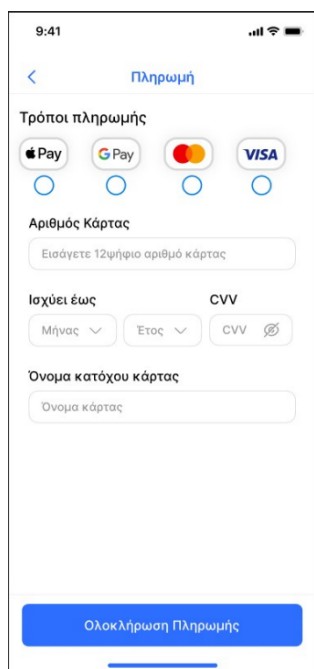 9:41
Πληρωμή
Τρόποι πληρωμής
Pay G Pay VISA
Αριθμός Κάρτας
Εισάγετε 12ψήφιο αριθμό κάρτας
Ισχύει έως CVV
Μήνας Έτος CVV
Όνομα κατόχου κάρτας
Όνομα κάρτας
Ολοκλήρωση Πληρωμής